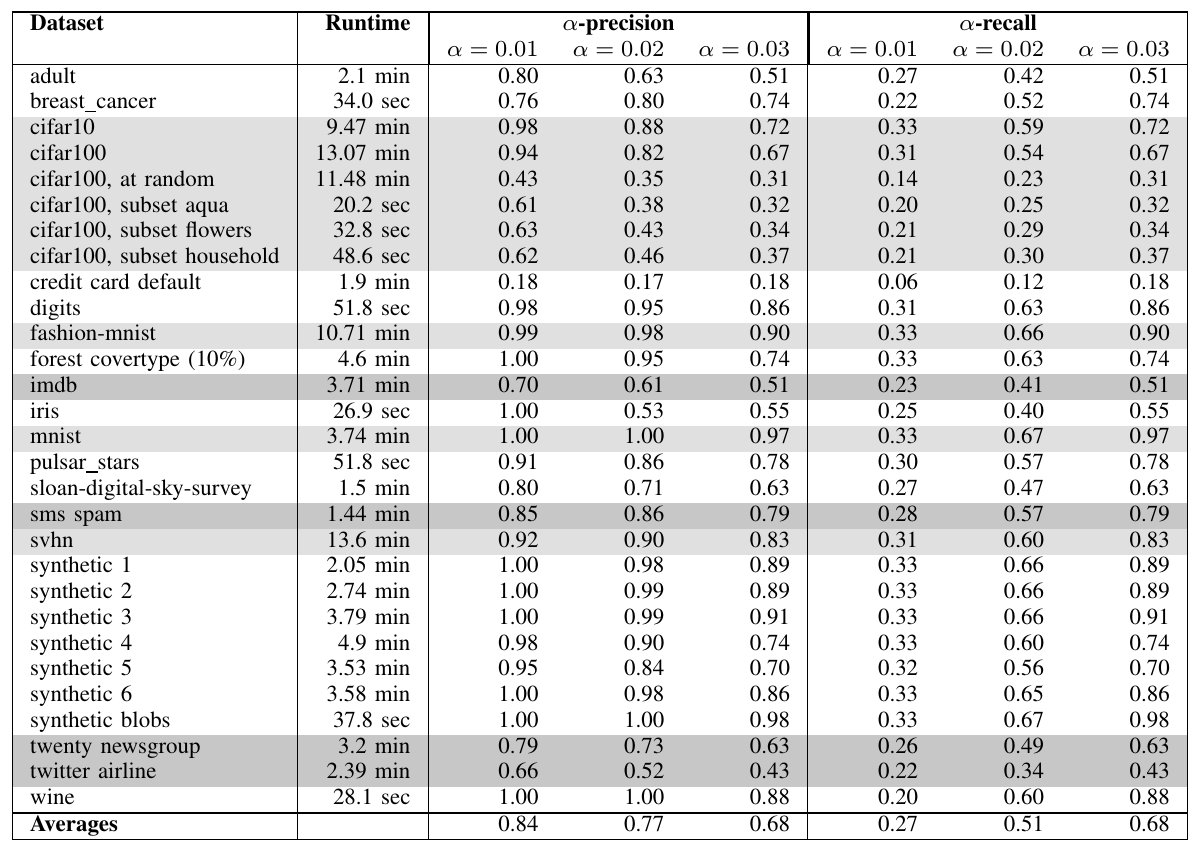 Dataset Runtime α-precision α-recall
α = 0.01 α = 0.02 α = 0.03 α = 0.01 α = 0.02 α = 0.03
adult 2.1 min 0.80 0.63 0.51 0.27 0.42 0.51
breast_cancer 34.0 sec 0.76 0.80 0.74 0.22 0.52 0.74
cifar10 9.47 min 0.98 0.88 0.72 0.33 0.59 0.72
cifar100 13.07 min 0.94 0.82 0.67 0.31 0.54 0.67
cifar100, at random 11.48 min 0.43 0.35 0.31 0.14 0.23 0.31
cifar100, subset aqua 20.2 sec 0.61 0.38 0.32 0.20 0.25 0.32
cifar100, subset flowers 32.8 sec 0.63 0.43 0.34 0.21 0.29 0.34
cifar100, subset household 48.6 sec 0.62 0.46 0.37 0.21 0.30 0.37
credit card default 1.9 min 0.18 0.17 0.18 0.06 0.12 0.18
digits 51.8 sec 0.98 0.95 0.86 0.31 0.63 0.86
fashion-mnist 10.71 min 0.99 0.98 0.90 0.33 0.66 0.90
forest covertype (10%) 4.6 min 1.00 0.95 0.74 0.33 0.63 0.74
imdb 3.71 min 0.70 0.61 0.51 0.23 0.41 0.51
iris 26.9 sec 1.00 0.53 0.55 0.25 0.40 0.55
mnist 3.74 min 1.00 1.00 0.97 0.33 0.67 0.97
pulsar_stars 51.8 sec 0.91 0.86 0.78 0.30 0.57 0.78
sloan-digital-sky-survey 1.5 min 0.80 0.71 0.63 0.27 0.47 0.63
sms spam 1.44 min 0.85 0.86 0.79 0.28 0.57 0.79
svhn 13.6 min 0.92 0.90 0.83 0.31 0.60 0.83
synthetic 1 2.05 min 1.00 0.98 0.89 0.33 0.66 0.89
synthetic 2 2.74 min 1.00 0.99 0.89 0.33 0.66 0.89
synthetic 3 3.79 min 1.00 0.99 0.91 0.33 0.66 0.91
synthetic 4 4.9 min 0.98 0.90 0.74 0.33 0.60 0.74
synthetic 5 3.53 min 0.95 0.84 0.70 0.32 0.56 0.70
synthetic 6 3.58 min 1.00 0.98 0.86 0.33 0.65 0.86
synthetic blobs 37.8 sec 1.00 1.00 0.98 0.33 0.67 0.98
twenty newsgroup 3.2 min 0.79 0.73 0.63 0.26 0.49 0.63
twitter airline 2.39 min 0.66 0.52 0.43 0.22 0.34 0.43
wine 28.1 sec 1.00 1.00 0.88 0.20 0.60 0.88
Averages 0.84 0.77 0.68 0.27 0.51 0.68